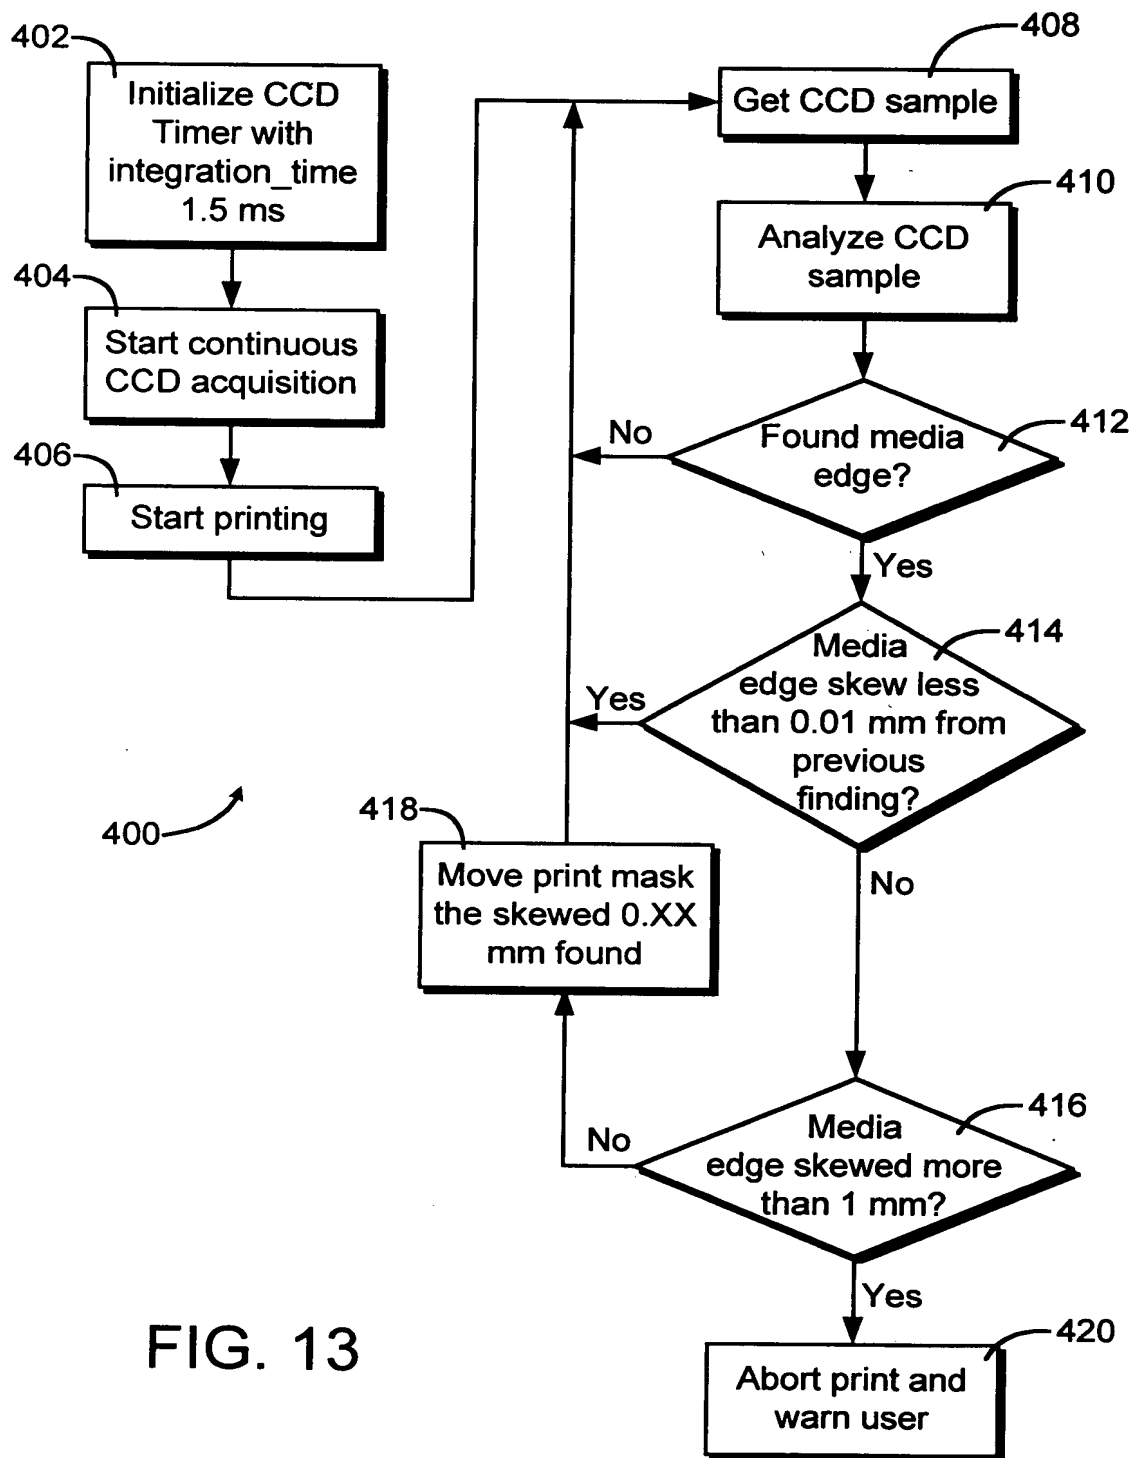 402
Initialize CCD
Timer with
integration_time
1.5 ms
404
Start continuous
CCD acquisition
406
Start printing
408
Get CCD sample
410
Analyze CCD
sample
412
Found media
edge?
No
Yes
414
Media
edge skew less
than 0.01 mm from
previous
finding?
Yes
No
416
Media
edge skewed more
than 1 mm?
No
Yes
418
Move print mask
the skewed 0.XX
mm found
420
Abort print and
warn user
400
FIG. 13